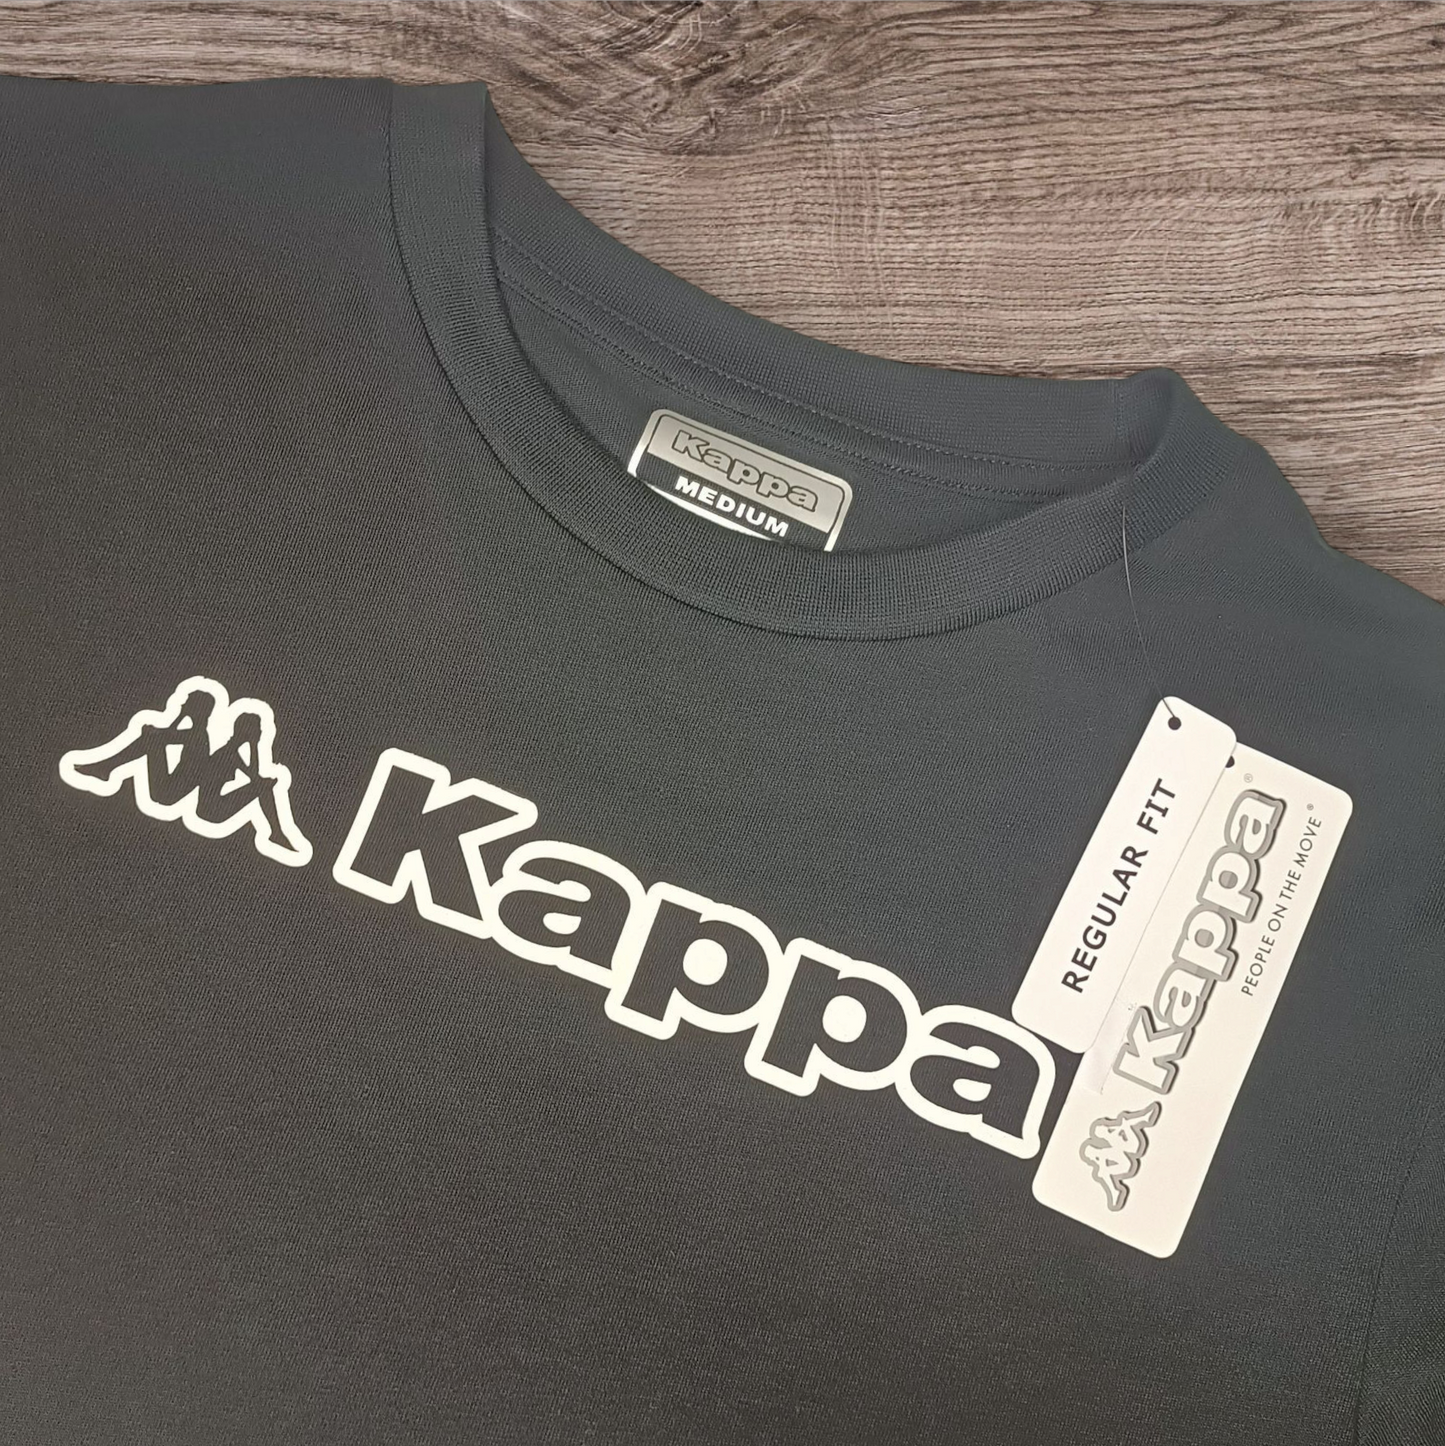 Kappa
MEDIUM
Kappa
REGULAR FIT
Kappa®
PEOPLE ON THE MOVE®